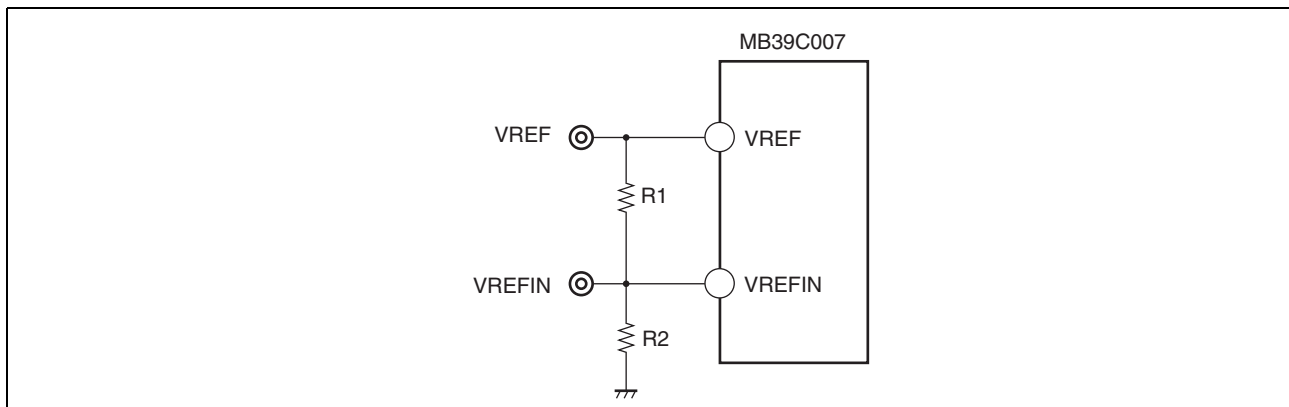 MB39C007
VREF
VREF
R1
VREFIN
VREFIN
R2